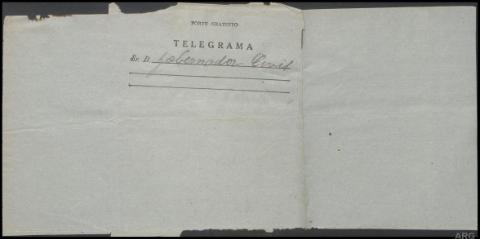 PORTE GRATUITO
TELEGRAMA
Sr. D. Gobernador Civil
ARG